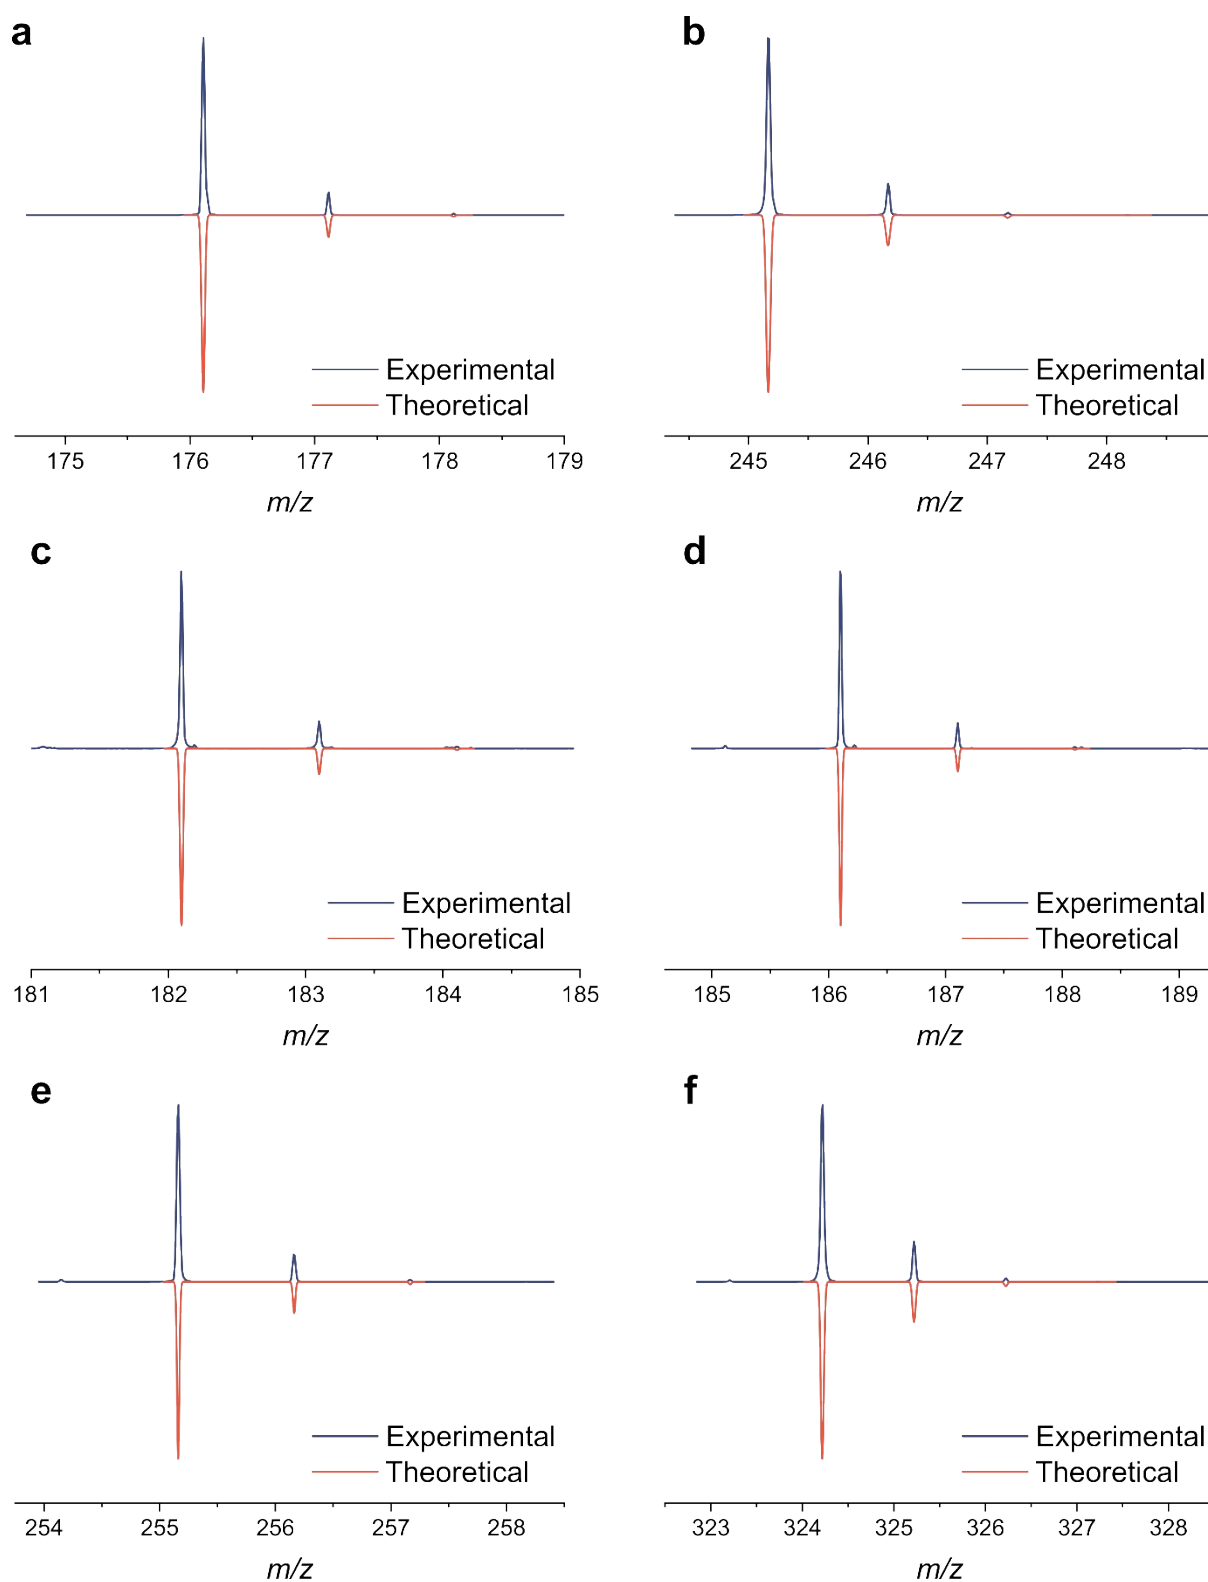 a
Experimental
Theoretical
175 176 177 178 179
m/z
b
Experimental
Theoretical
245 246 247 248
m/z
c
Experimental
Theoretical
181 182 183 184 185
m/z
d
Experimental
Theoretical
185 186 187 188 189
m/z
e
Experimental
Theoretical
254 255 256 257 258
m/z
f
Experimental
Theoretical
323 324 325 326 327 328
m/z